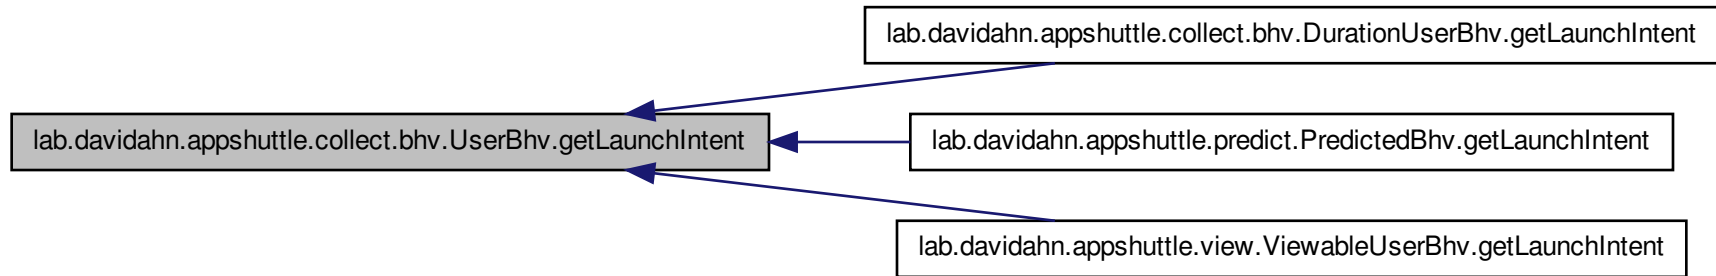 lab.davidahn.appshuttle.collect.bhv.DurationUserBhv.getLaunchIntent
lab.davidahn.appshuttle.collect.bhv.UserBhv.getLaunchIntent
lab.davidahn.appshuttle.predict.PredictedBhv.getLaunchIntent
lab.davidahn.appshuttle.view.ViewableUserBhv.getLaunchIntent